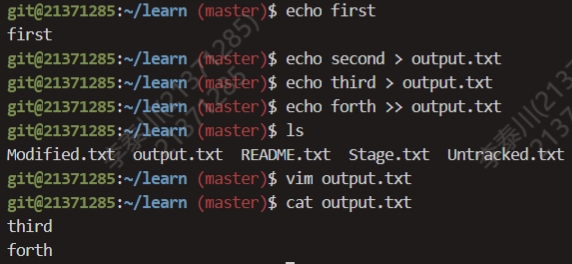 git@21371285:~/learn (master)$ echo first
first
git@21371285:~/learn (master)$ echo second > output.txt
git@21371285:~/learn (master)$ echo third > output.txt
git@21371285:~/learn (master)$ echo forth >> output.txt
git@21371285:~/learn (master)$ ls
Modified.txt  output.txt  README.txt  Stage.txt  Untracked.txt
git@21371285:~/learn (master)$ vim output.txt
git@21371285:~/learn (master)$ cat output.txt
third
forth